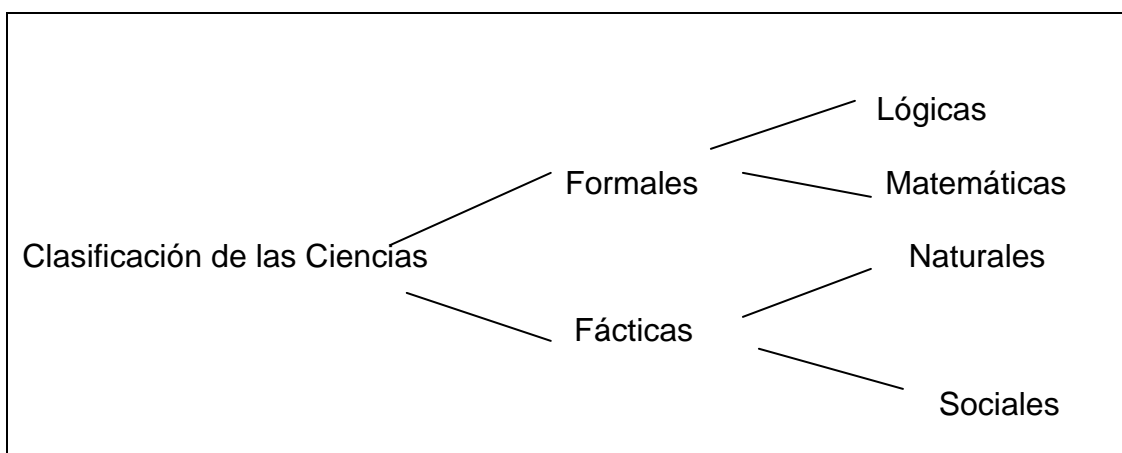 Clasificación de las Ciencias
Formales
Lógicas
Matemáticas
Fácticas
Naturales
Sociales